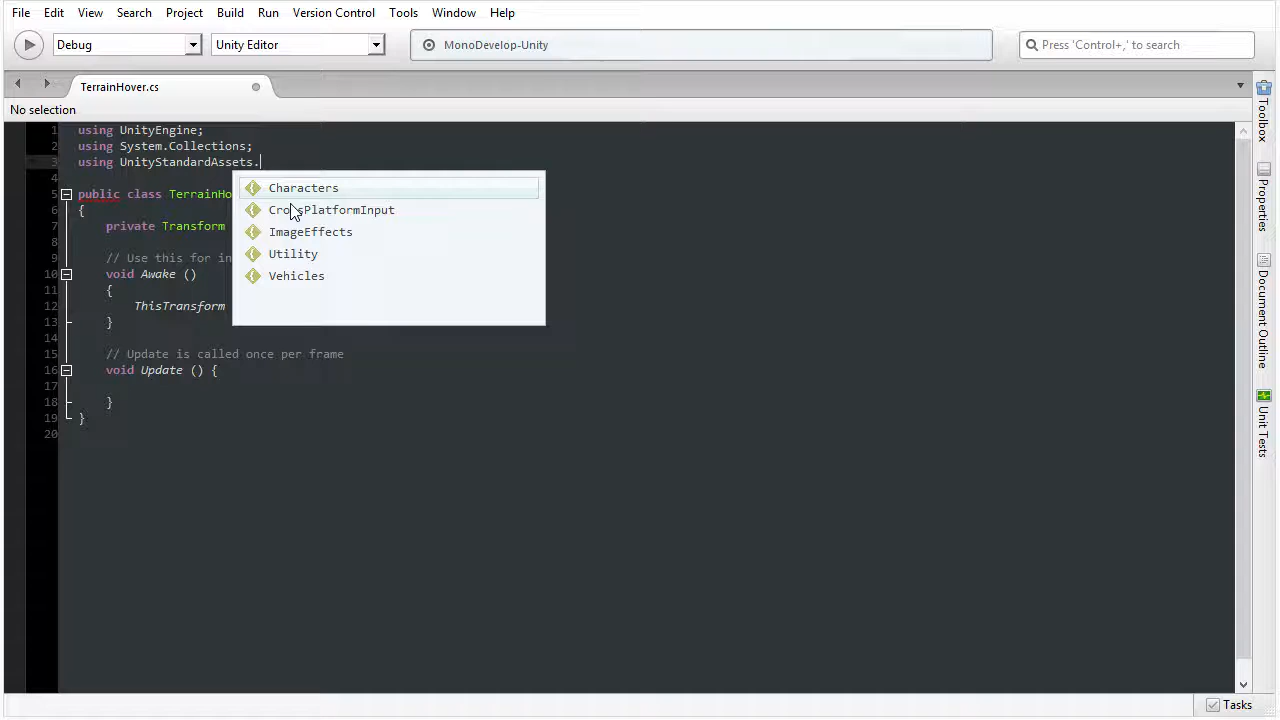 File Edit View Search Project Build Run Version Control Tools Window Help
Debug Unity Editor MonoDevelop-Unity Press 'Control+,' to search
TerrainHover.cs
No selection
1 using UnityEngine;
2 using System.Collections;
3 using UnityStandardAssets.
4
5 public class TerrainHo
6 {
7 private Transform
8
9 // Use this for in
10 void Awake ()
11 {
12 ThisTransform
13 }
14
15 // Update is called once per frame
16 void Update () {
17
18 }
19 }
20
Characters
CrossPlatformInput
ImageEffects
Utility
Vehicles
Toolbox
Properties
Document Outline
Unit Tests
Tasks